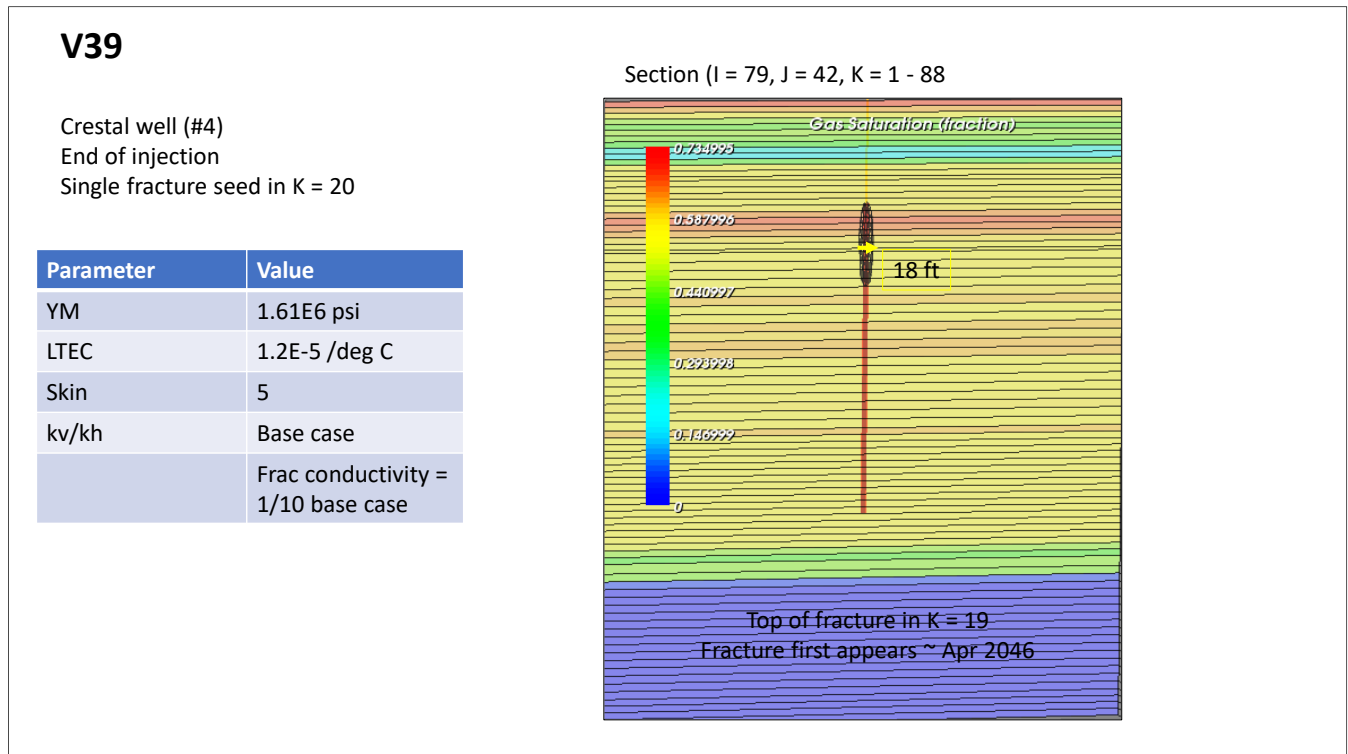 V39
Crestal well (#4)
End of injection
Single fracture seed in K = 20
Parameter Value
YM 1.61E6 psi
LTEC 1.2E-5 /deg C
Skin 5
kv/kh Base case
Frac conductivity =
1/10 base case
Section (I = 79, J = 42, K = 1 - 88
Gas Saturation (fraction)
0.734995
0.587996
18 ft
0.440997
0.293998
0.146999
0
Top of fracture in K = 19
Fracture first appears ~ Apr 2046